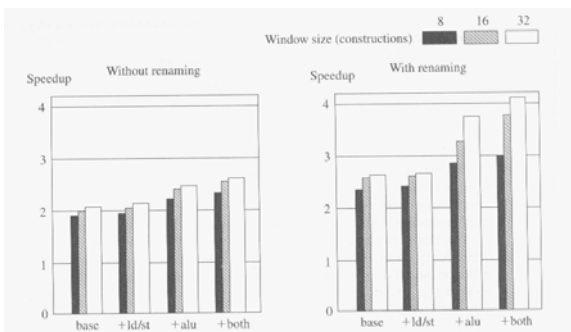 8 16 32
Window size (constructions)
Without renaming
Speedup
4
3
2
1
0
base +ld/st +alu +both
With renaming
Speedup
4
3
2
1
0
base +ld/st +alu +both